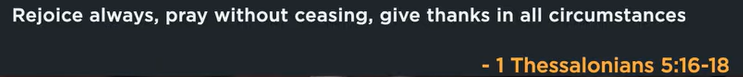 Rejoice always, pray without ceasing, give thanks in all circumstances
- 1 Thessalonians 5:16-18